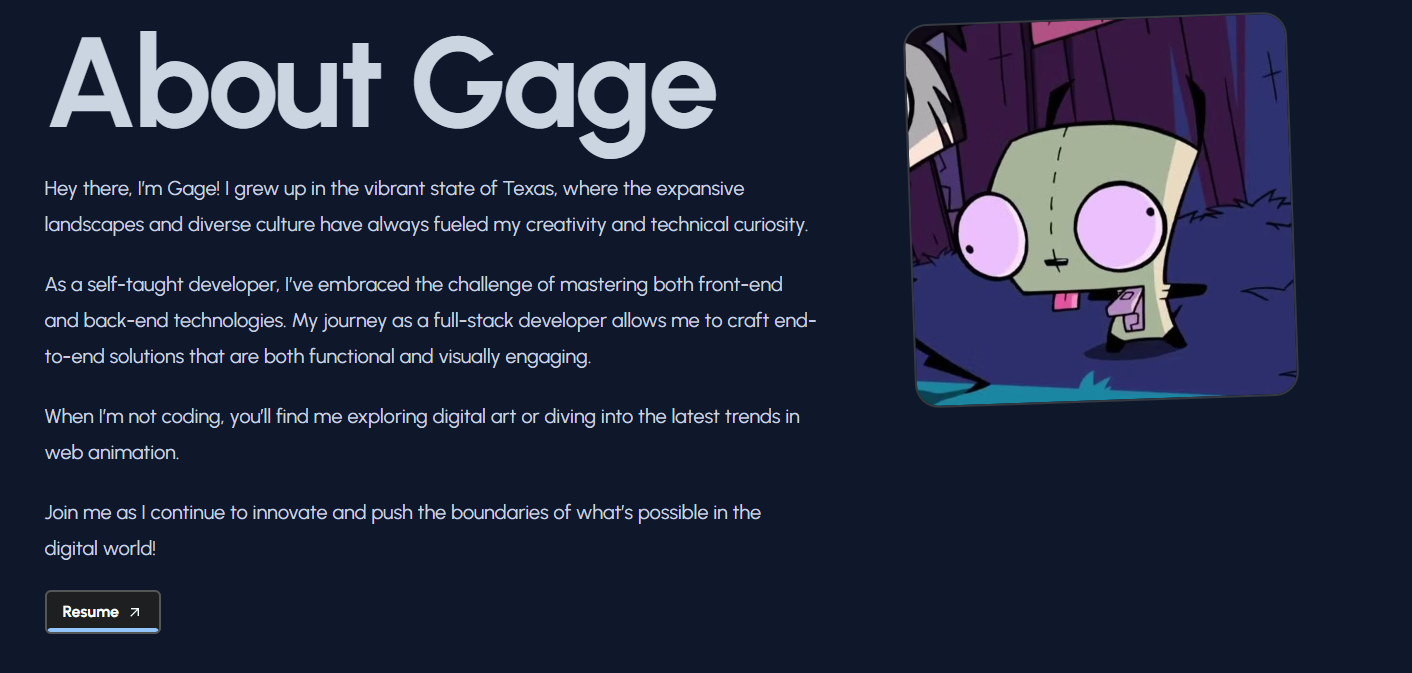 About Gage
Hey there, I'm Gage! I grew up in the vibrant state of Texas, where the expansive
landscapes and diverse culture have always fueled my creativity and technical curiosity.
As a self-taught developer, I've embraced the challenge of mastering both front-end
and back-end technologies. My journey as a full-stack developer allows me to craft end-
to-end solutions that are both functional and visually engaging.
When I'm not coding, you'll find me exploring digital art or diving into the latest trends in
web animation.
Join me as I continue to innovate and push the boundaries of what's possible in the
digital world!
Resume